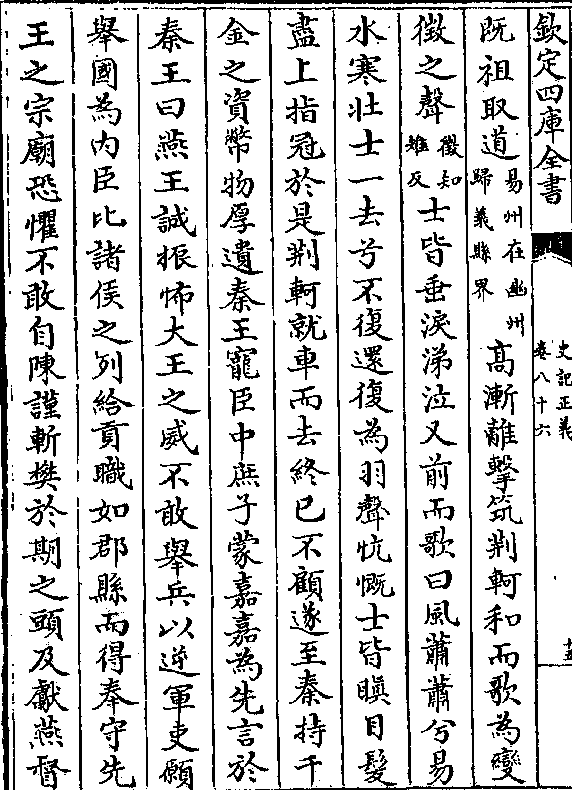 欽定四庫全書
史記正義
卷八十六
十五
既祖取道易州在幽州歸義縣界高漸離擊筑荆軻和而歌為變
徵之聲徵知雉反士皆垂淚涕泣又前而歌曰風蕭蕭兮易
水寒壯士一去兮不復還復為羽聲忼慨士皆瞋目髮
盡上指冠於是荆軻就車而去終已不顧遂至秦持千
金之資幣物厚遺秦王寵臣中庶子蒙嘉嘉為先言於
秦王曰燕王誠振怖大王之威不敢舉兵以逆軍吏願
舉國為内臣比諸侯之列給貢職如郡縣而得奉守先
王之宗廟恐懼不敢自陳謹斬樊於期之頭及獻燕督